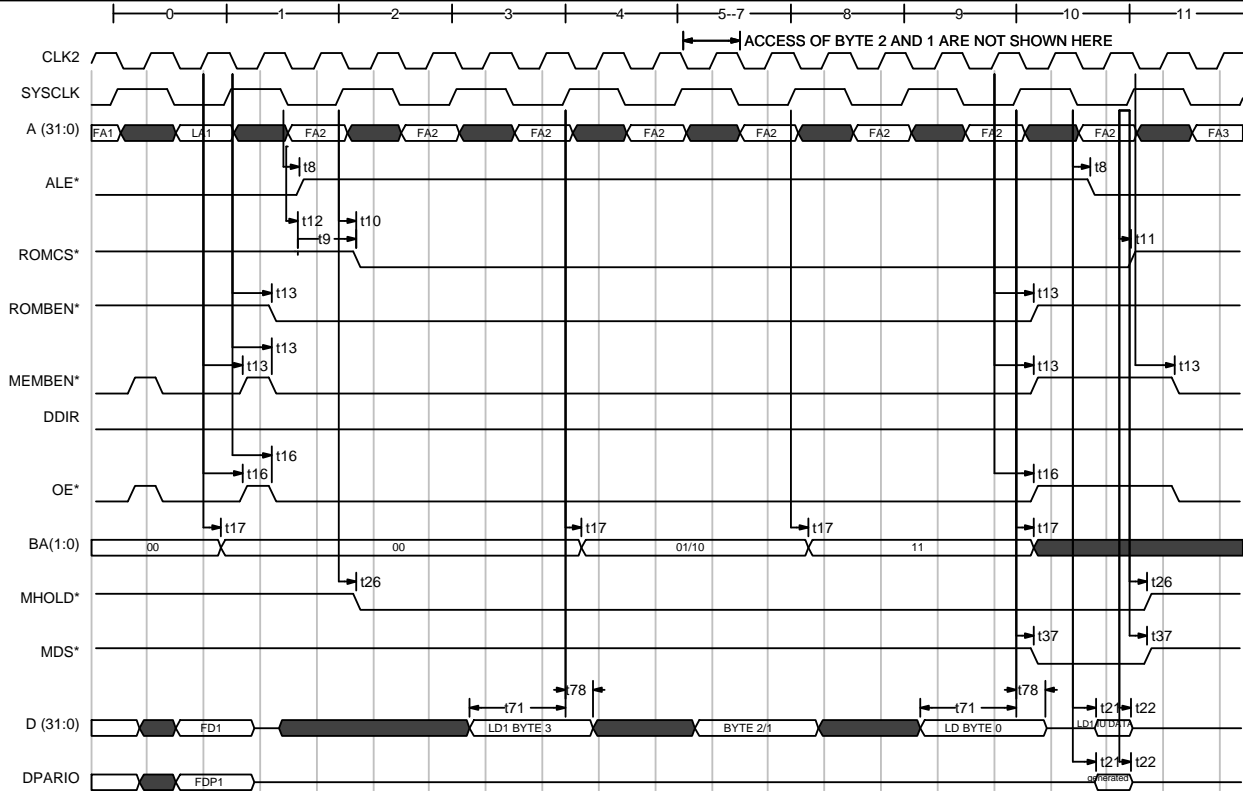 0 1 2 3 4 5--7 8 9 10 11
ACCESS OF BYTE 2 AND 1 ARE NOT SHOWN HERE
CLK2
SYSCLK
A (31:0) FA1 LA1 FA2 FA2 FA2 FA2 FA2 FA2 FA2 FA2 FA3
t8 t8
ALE*
t12 t10
t9 t11
ROMCS*
t13 t13
ROMBEN*
t13
t13 t13 t13
MEMBEN*
DDIR
t16
t16 t16
OE*
t17 t17 t17 t17
BA(1:0) 00 00 01/10 11
t26 t26
MHOLD*
t37 t37
MDS*
t78 t78
t71 t71 t21 t22
D (31:0) FD1 LD1 BYTE 3 BYTE 2/1 LD BYTE 0 LD1 IU DATA
t21 t22
DPARIO FDP1 generated